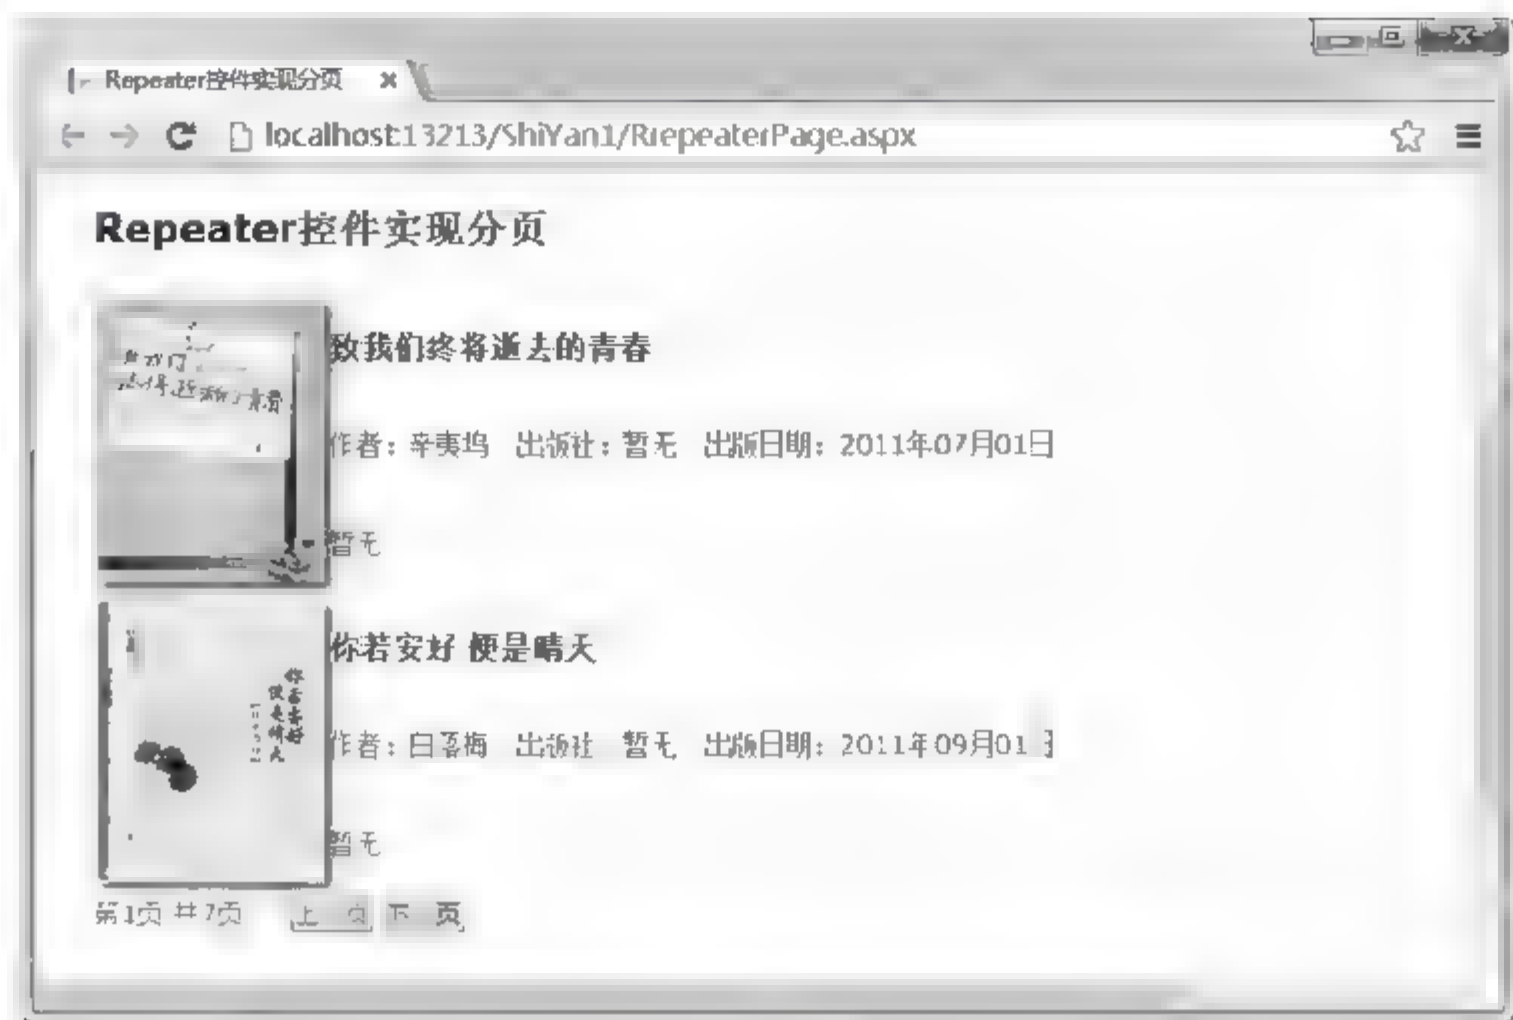 Repeater控件实现分页
localhost:13213/ShiYan1/RrepeaterPage.aspx
Repeater控件实现分页
致我们终将逝去的青春
作者：辛夷坞 出版社：暂无 出版日期：2011年07月01日
暂无
你若安好 便是晴天
作者：白落梅 出版社 暂无 出版日期：2011年09月01日
暂无
第1页 共7页 上一页 下一页